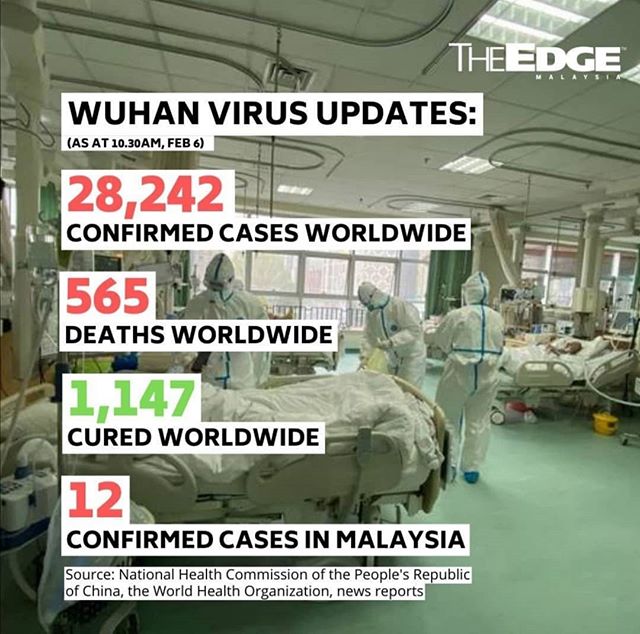 THEEDGE
MALAYSIA
WUHAN VIRUS UPDATES:
(AS AT 10.30AM, FEB 6)
28,242
CONFIRMED CASES WORLDWIDE
565
DEATHS WORLDWIDE
1,147
CURED WORLDWIDE
12
CONFIRMED CASES IN MALAYSIA
Source: National Health Commission of the People's Republic
of China, the World Health Organization, news reports